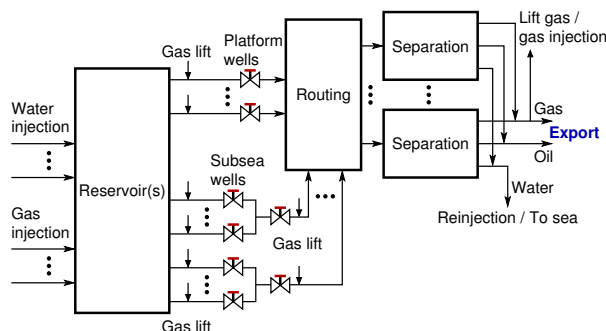 Gas lift
Platform
wells
Lift gas /
gas injection
Separation
Routing
Water
injection
Separation
Gas
Export
Oil
Subsea
wells
Reservoir(s)
Water
Gas
injection
Gas lift
Reinjection / To sea
Gas lift